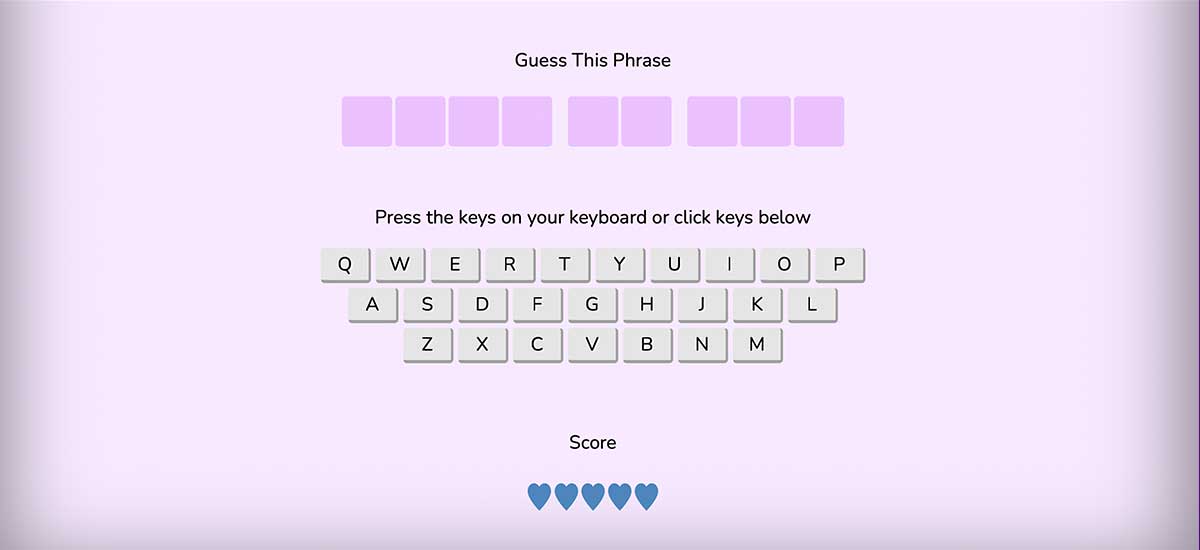 Guess This Phrase
Press the keys on your keyboard or click keys below
Q W E R T Y U I O P
A S D F G H J K L
Z X C V B N M
Score